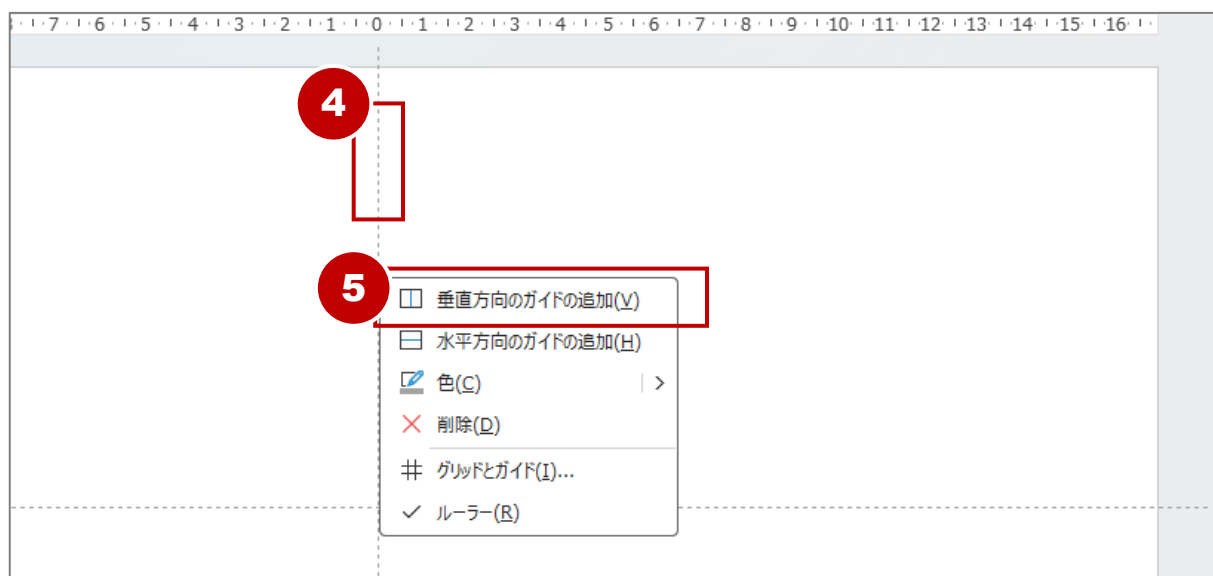 7 6 5 4 3 2 1 0 1 2 3 4 5 6 7 8 9 10 11 12 13 14 15 16
4
5
垂直方向のガイドの追加(V)
水平方向のガイドの追加(H)
色(C)
削除(D)
グリッドとガイド(I)...
ルーラー(R)